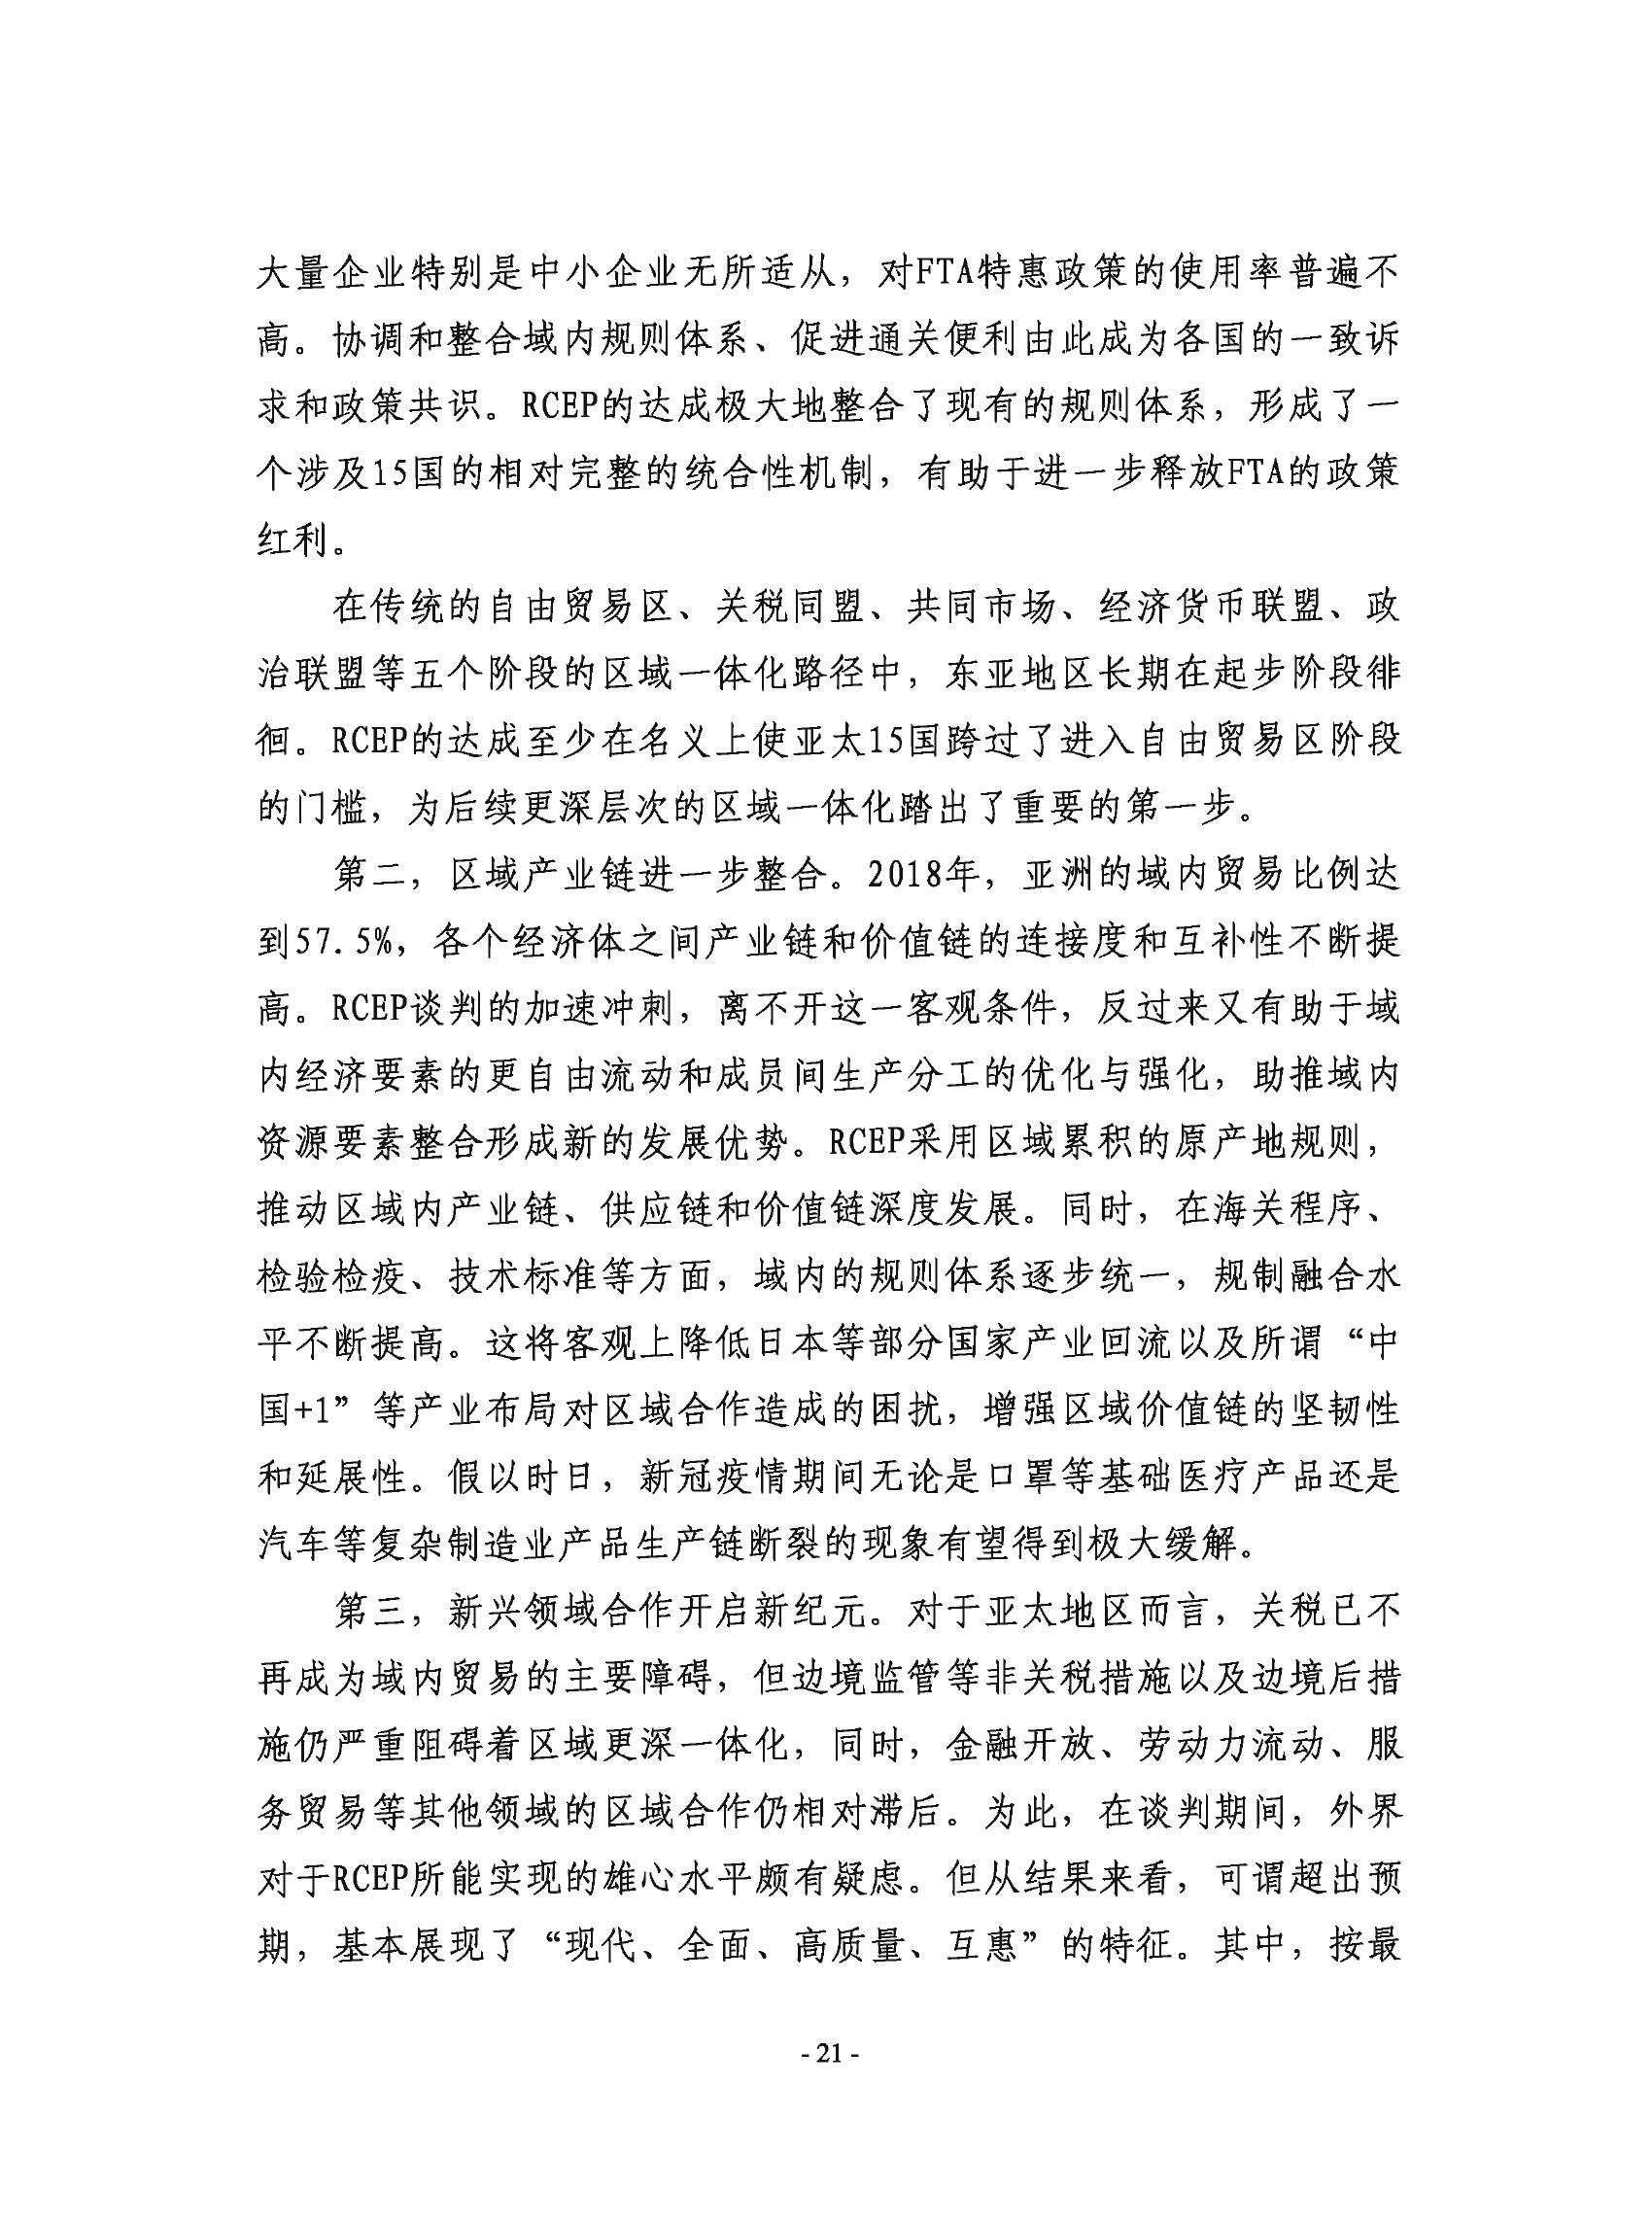 大量企业特别是中小企业无所适从，对FTA特惠政策的使用率普遍不
高。协调和整合域内规则体系、促进通关便利由此成为各国的一致诉
求和政策共识。RCEP的达成极大地整合了现有的规则体系，形成了一
个涉及15国的相对完整的统合性机制，有助于进一步释放FTA的政策
红利。
在传统的自由贸易区、关税同盟、共同市场、经济货币联盟、政
治联盟等五个阶段的区域一体化路径中，东亚地区长期在起步阶段徘
徊。RCEP的达成至少在名义上使亚太15国跨过了进入自由贸易区阶段
的门槛，为后续更深层次的区域一体化踏出了重要的第一步。
第二，区域产业链进一步整合。2018年，亚洲的域内贸易比例达
到57.5%，各个经济体之间产业链和价值链的连接度和互补性不断提
高。RCEP谈判的加速冲刺，离不开这一客观条件，反过来又有助于域
内经济要素的更自由流动和成员间生产分工的优化与强化，助推域内
资源要素整合形成新的发展优势。RCEP采用区域累积的原产地规则，
推动区域内产业链、供应链和价值链深度发展。同时，在海关程序、
检验检疫、技术标准等方面，域内的规则体系逐步统一，规制融合水
平不断提高。这将客观上降低日本等部分国家产业回流以及所谓“中
国+1”等产业布局对区域合作造成的困扰，增强区域价值链的坚韧性
和延展性。假以时日，新冠疫情期间无论是口罩等基础医疗产品还是
汽车等复杂制造业产品生产链断裂的现象有望得到极大缓解。
第三，新兴领域合作开启新纪元。对于亚太地区而言，关税已不
再成为域内贸易的主要障碍，但边境监管等非关税措施以及边境后措
施仍严重阻碍着区域更深一体化，同时，金融开放、劳动力流动、服
务贸易等其他领域的区域合作仍相对滞后。为此，在谈判期间，外界
对于RCEP所能实现的雄心水平颇有疑虑。但从结果来看，可谓超出预
期，基本展现了“现代、全面、高质量、互惠”的特征。其中，按最
- 21 -